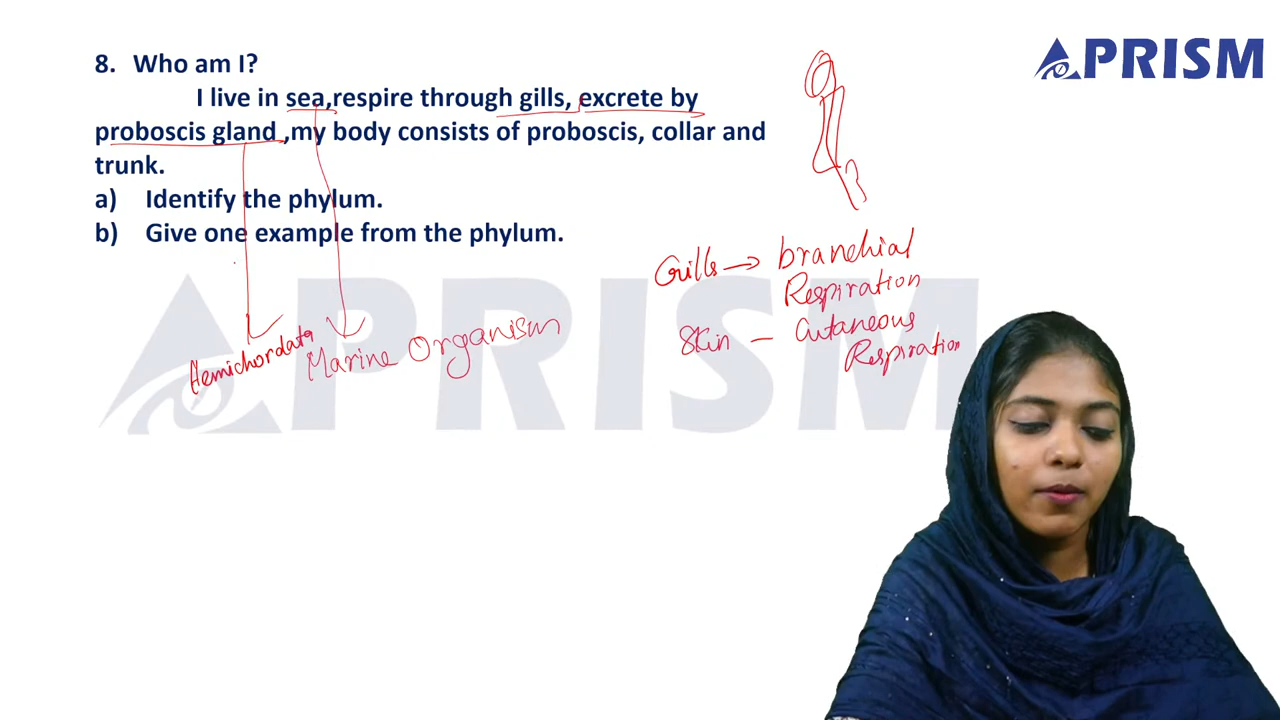 PRISM
8. Who am I?
I live in sea,respire through gills, excrete by
proboscis gland ,my body consists of proboscis, collar and
trunk.
a) Identify the phylum.
b) Give one example from the phylum.
Gills → branchial
Respiration
Skin — Cutaneous
Respiration
Hemichordata
Marine Organism
PRISM